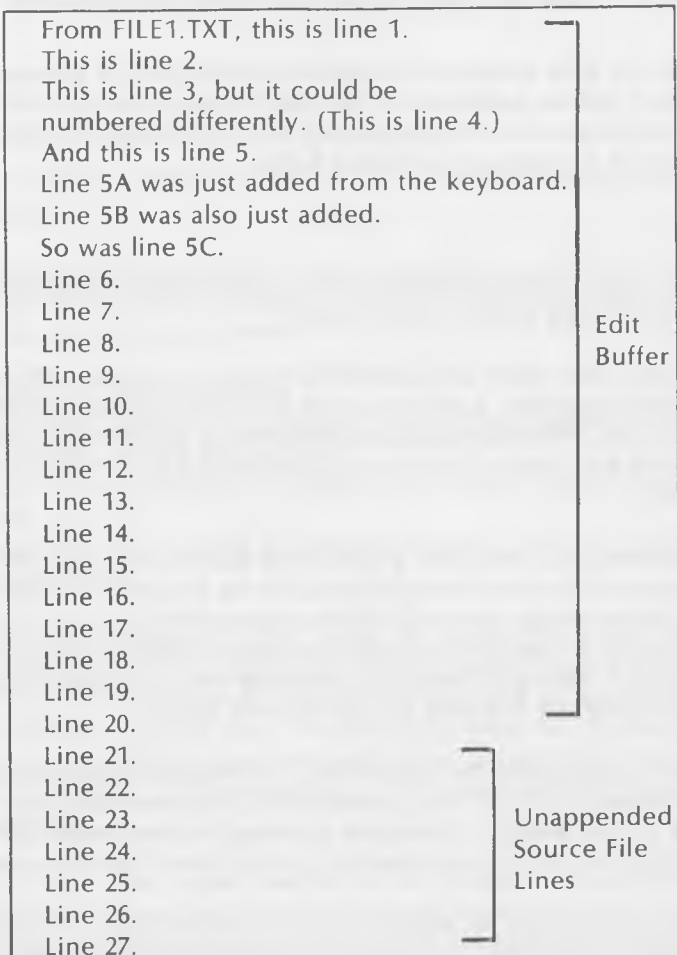 From FILE1.TXT, this is line 1.
This is line 2.
This is line 3, but it could be
numbered differently. (This is line 4.)
And this is line 5.
Line 5A was just added from the keyboard.
Line 5B was also just added.
So was line 5C.
Line 6.
Line 7.
Line 8.
Line 9.
Line 10.
Line 11.
Line 12.
Line 13.
Line 14.
Line 15.
Line 16.
Line 17.
Line 18.
Line 19.
Line 20.
Edit
Buffer
Line 21.
Line 22.
Line 23.
Line 24.
Line 25.
Line 26.
Line 27.
Unappended
Source File
Lines